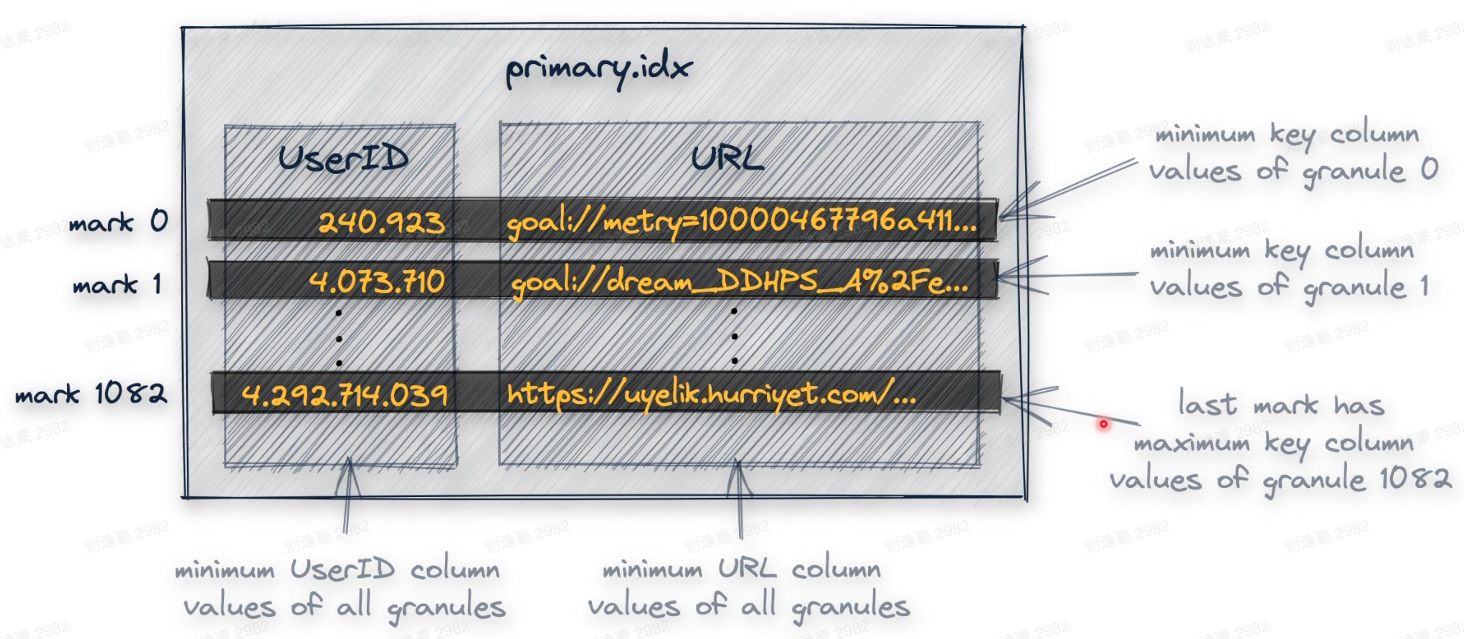 primary.idx
UserID URL
mark 0 240.923 goal://metry=10000467796a411...
minimum key column
values of granule 0
mark 1 4.073.710 goal://dream_DDHPS_A%2Fe...
minimum key column
values of granule 1
mark 1082 4.292.714.039 https://uyelik.hurriyet.com/...
last mark has
maximum key column
values of granule 1082
minimum UserID column
values of all granules
minimum URL column
values of all granules
刘逸豪 2982